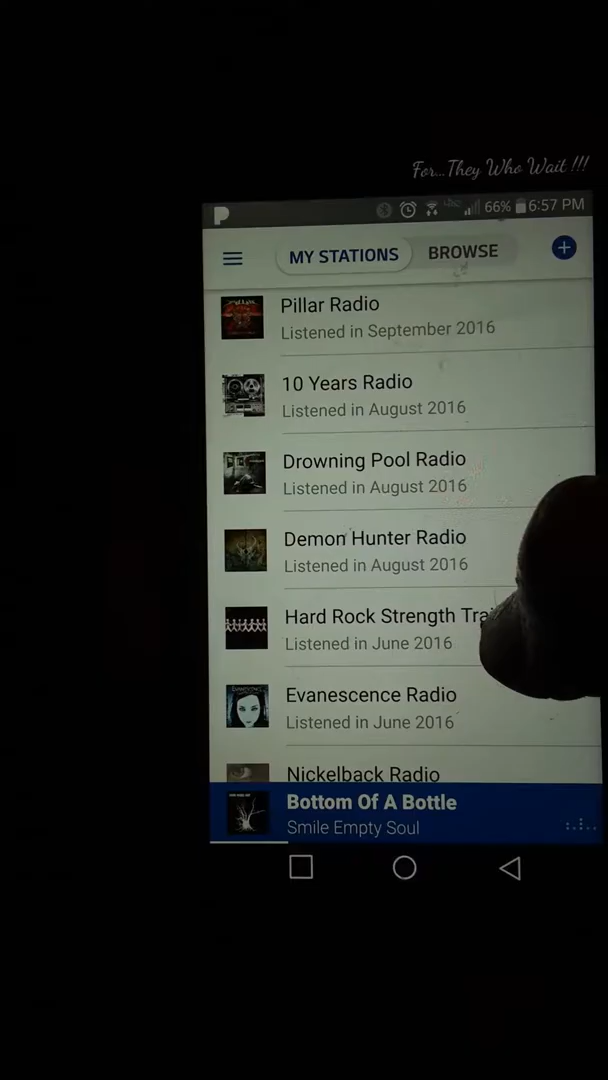 For...They Who Wait !!!
66% 6:57 PM
MY STATIONS BROWSE
Pillar Radio
Listened in September 2016
10 Years Radio
Listened in August 2016
Drowning Pool Radio
Listened in August 2016
Demon Hunter Radio
Listened in August 2016
Hard Rock Strength
Listened in June 2016
Evanescence Radio
Listened in June 2016
Nickelback Radio
Bottom Of A Bottle
Smile Empty Soul